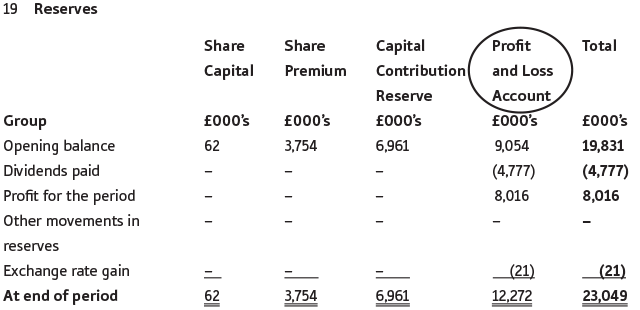 19 Reserves
Share Share Capital Profit Total
Capital Premium Contribution and Loss
Reserve Account
Group £000's £000's £000's £000's £000's
Opening balance 62 3,754 6,961 9,054 19,831
Dividends paid – – – (4,777) (4,777)
Profit for the period – – – 8,016 8,016
Other movements in – – – – –
reserves
Exchange rate gain – – – (21) (21)
At end of period 62 3,754 6,961 12,272 23,049